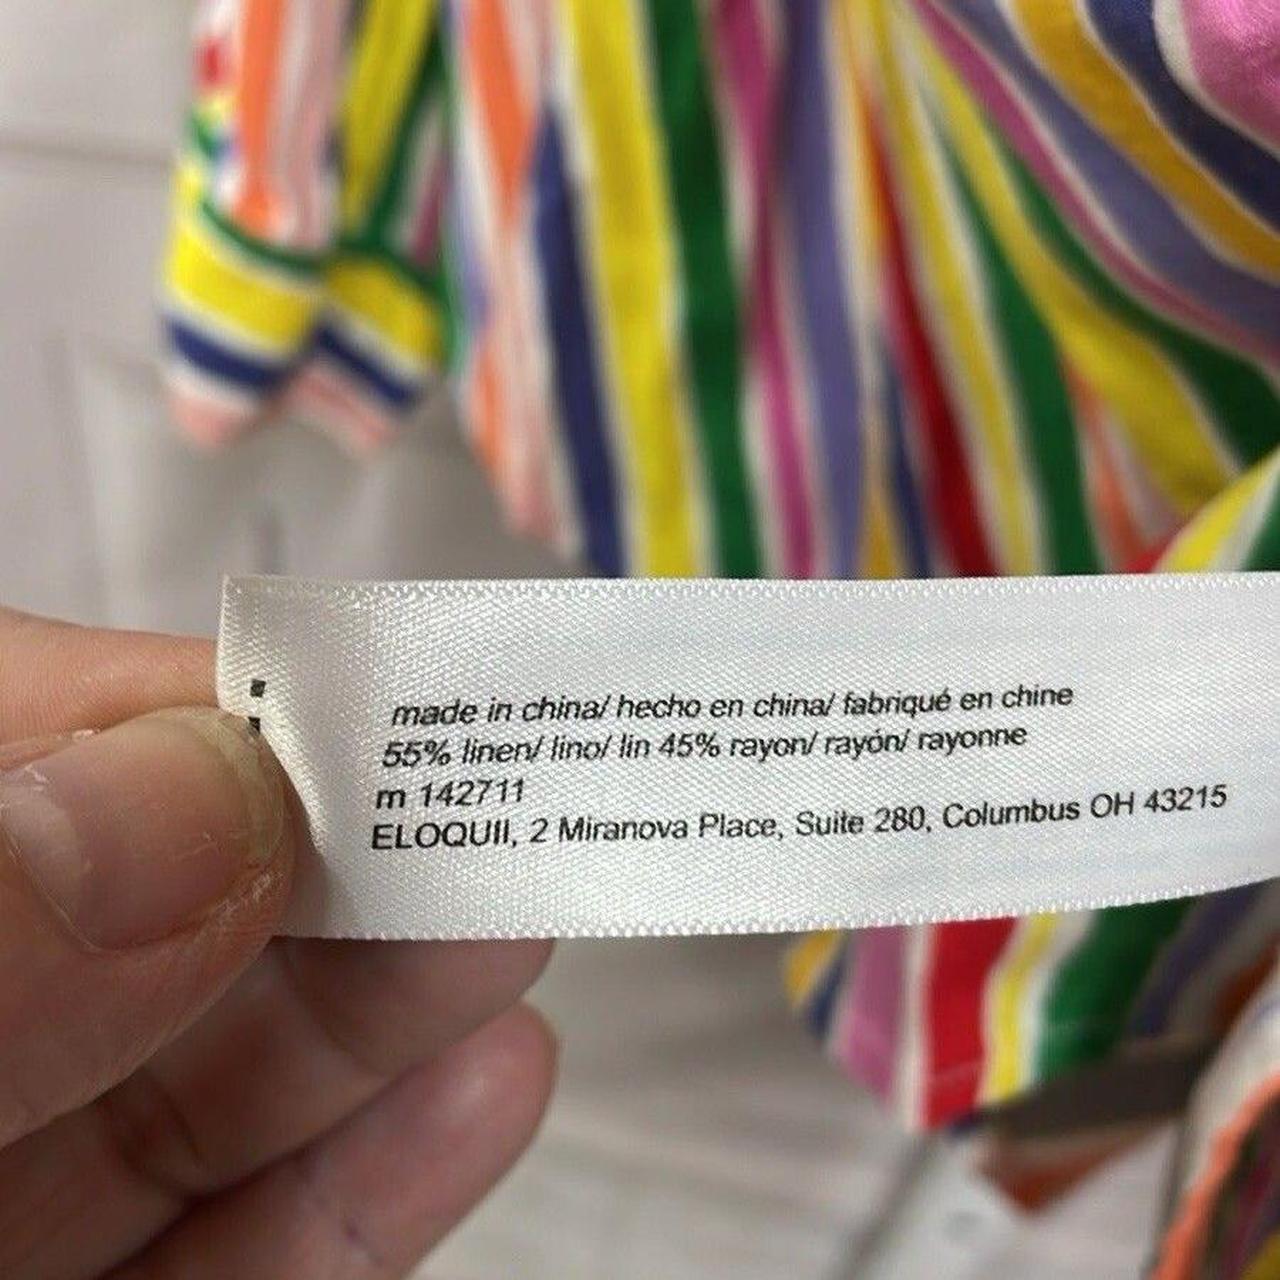 made in china/ hecho en china/ fabriqué en chine
55% linen/ lino/ lin 45% rayon/ rayón/ rayonne
m 142711
ELOQUII, 2 Miranova Place, Suite 280, Columbus OH 43215